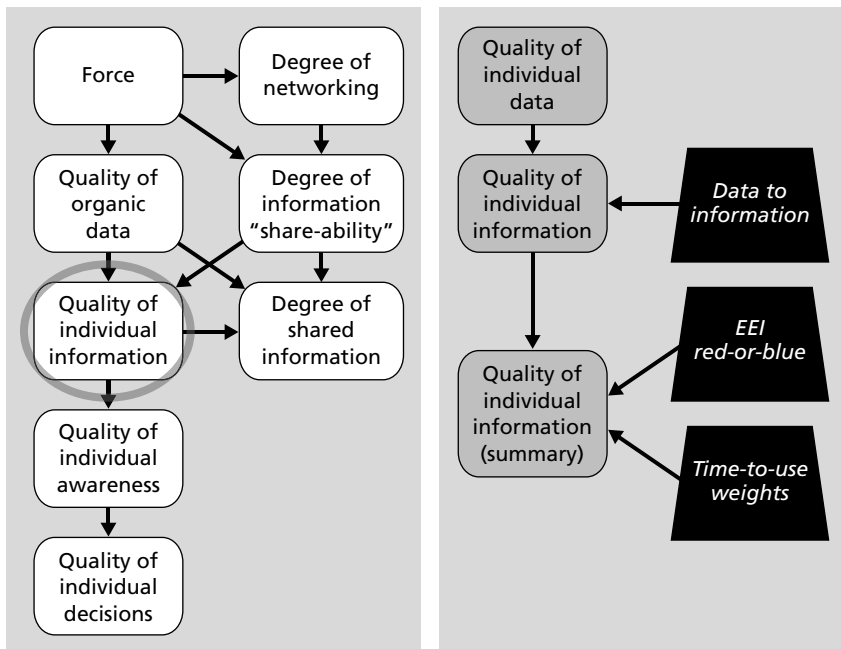 Force
Degree of
networking
Quality of
organic
data
Degree of
information
“share-ability”
Quality of
individual
information
Degree of
shared
information
Quality of
individual
awareness
Quality of
individual
decisions
Quality of
individual
data
Quality of
individual
information
Data to
information
EEI
red-or-blue
Quality of
individual
information
(summary)
Time-to-use
weights